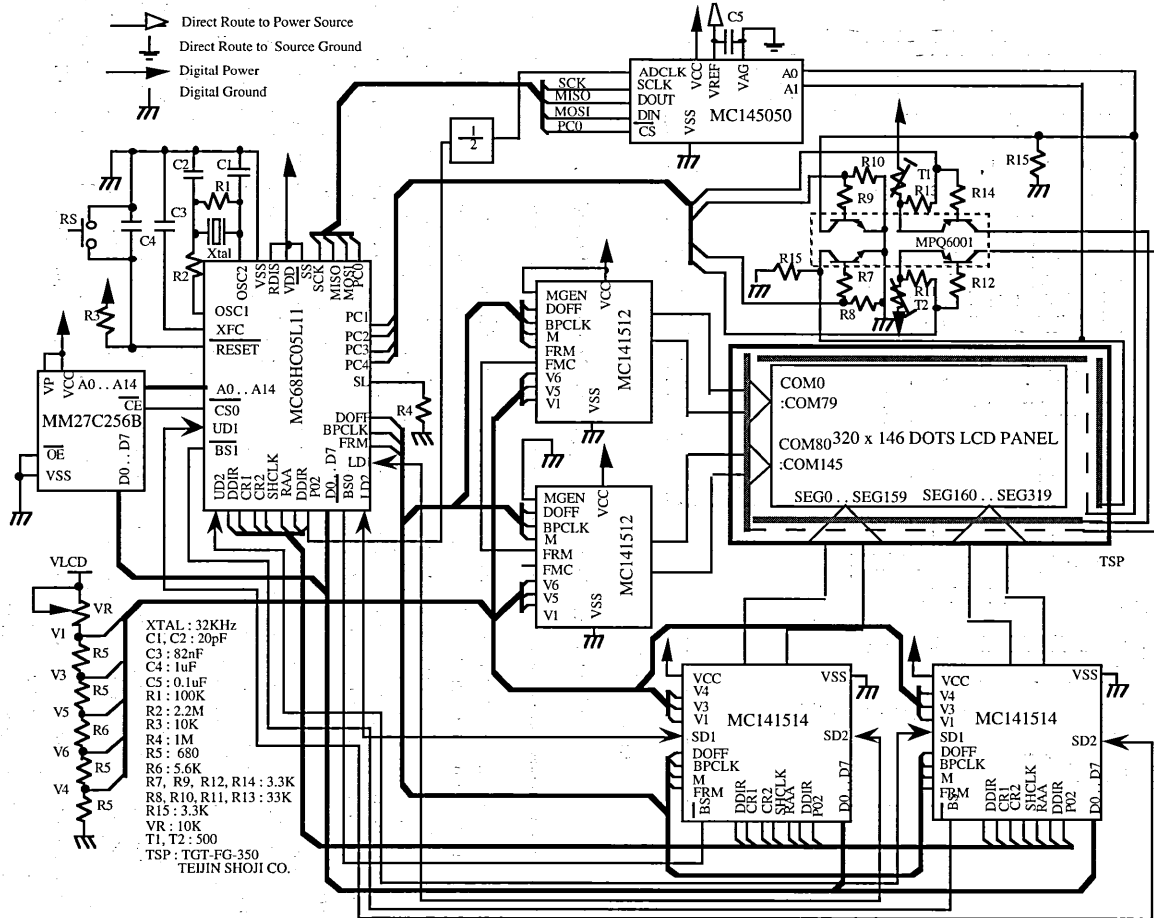 Direct Route to Power Source
Direct Route to Source Ground
Digital Power
Digital Ground
C5
ADCLK
SCLK
DOUT
DIN
CS
VCC
VREF
VAG
A0
A1
MC145050
VSS
SCK
MISO
MOSI
PC0
1/2
C2
C1
R1
C3
C4
Xtal
R2
RS
R3
R10
T1
R13
R14
R9
R15
MPQ6001
R15
R7
R8
R11
T2
R12
OSC2
VSS
RDIS
VDD
SS
SCK
MISO
MOSI
PC0
OSC1
XFC
RESET
PC1
PC2
PC3
PC4
SL
R4
MC68HC05L11
A0 . . A14
CS0
UD1
BS1
DOFF
BPCLK
FRM
LD1
UD2
DDIR
CR1
CR2
SHCLK
RAA
DDIR
P02
D0 . . D7
BS0
LD2
VP
VCC
A0 . . A14
CE
MM27C256B
OE
VSS
D0 . . D7
MGEN
DOFF
BPCLK
M
FRM
FMC
V6
V5
V1
VCC
VSS
MC141512
MGEN
DOFF
BPCLK
M
FRM
FMC
V6
V5
V1
VCC
VSS
MC141512
COM0
:COM79
COM80
:COM145
320 x 146 DOTS LCD PANEL
SEG0 . . SEG159
SEG160 . . SEG319
TSP
VLCD
VR
V1
R5
V3
R5
V5
R6
V6
R5
V4
R5
XTAL : 32KHz
C1, C2 : 20pF
C3 : 82nF
C4 : 1uF
C5 : 0.1uF
R1 : 100K
R2 : 2.2M
R3 : 10K
R4 : 1M
R5 : 680
R6 : 5.6K
R7, R9, R12, R14 : 3.3K
R8, R10, R11, R13 : 33K
R15 : 3.3K
VR : 10K
T1, T2 : 500
TSP : TGT-FG-350
TEIJIN SHOJI CO.
VCC
V4
V3
V1
SD1
DOFF
BPCLK
M
FRM
BS
VSS
MC141514
SD2
DDIR
CR1
CR2
SHCLK
RAA
DDIR
P02
D0 . . D7
VCC
V4
V3
V1
SD1
DOFF
BPCLK
M
FRM
VSS
MC141514
SD2
DDIR
CR1
CR2
SHCLK
RAA
DDIR
P02
D0 . . D7